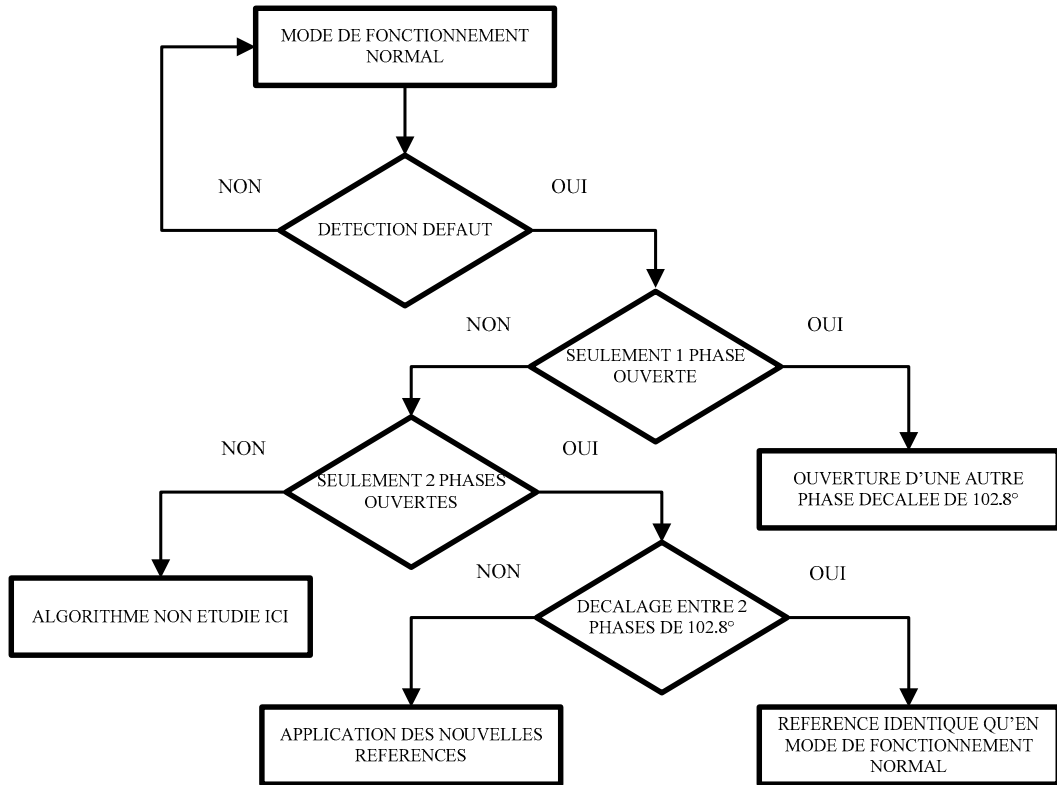 MODE DE FONCTIONNEMENT
NORMAL
NON
OUI
DETECTION DEFAUT
NON
OUI
SEULEMENT 1 PHASE
OUVERTE
NON
OUI
SEULEMENT 2 PHASES
OUVERTES
OUVERTURE D'UNE AUTRE
PHASE DECALEE DE 102.8°
NON
OUI
ALGORITHME NON ETUDIE ICI
DECALAGE ENTRE 2
PHASES DE 102.8°
APPLICATION DES NOUVELLES
REFERENCES
REFERENCE IDENTIQUE QU'EN
MODE DE FONCTIONNEMENT
NORMAL